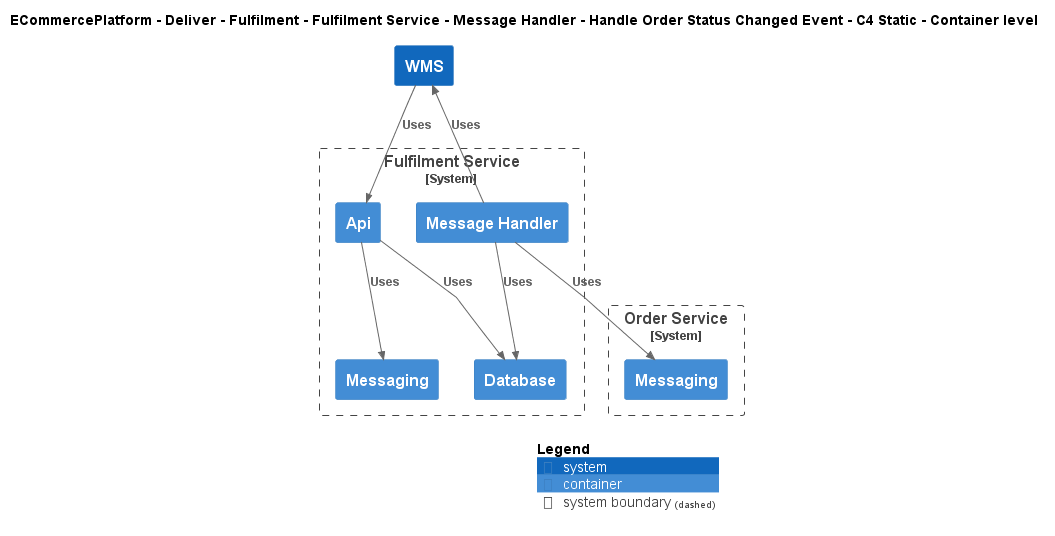 ECommercePlatform - Deliver - Fulfilment - Fulfilment Service - Message Handler - Handle Order Status Changed Event - C4 Static - Container level
WMS
Uses
Uses
Fulfilment Service
[System]
Api
Message Handler
Uses
Uses
Uses
Uses
Order Service
[System]
Messaging
Database
Messaging
Legend
system
container
system boundary (dashed)